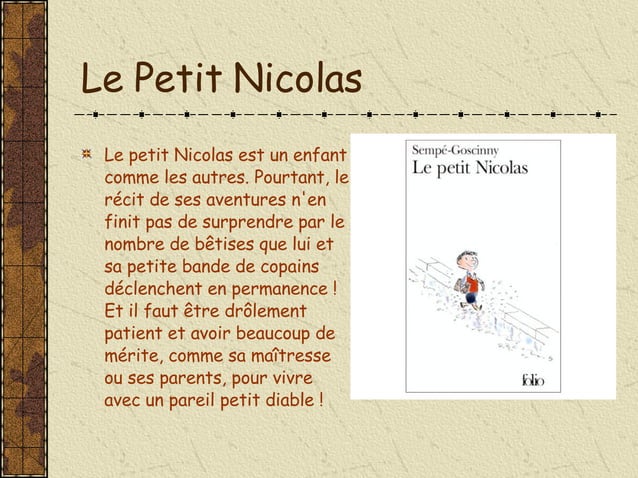 Le Petit Nicolas
Le petit Nicolas est un enfant
comme les autres. Pourtant, le
récit de ses aventures n'en
finit pas de surprendre par le
nombre de bêtises que lui et
sa petite bande de copains
déclenchent en permanence !
Et il faut être drôlement
patient et avoir beaucoup de
mérite, comme sa maîtresse
ou ses parents, pour vivre
avec un pareil petit diable !
Sempé-Goscinny
Le petit Nicolas
folio